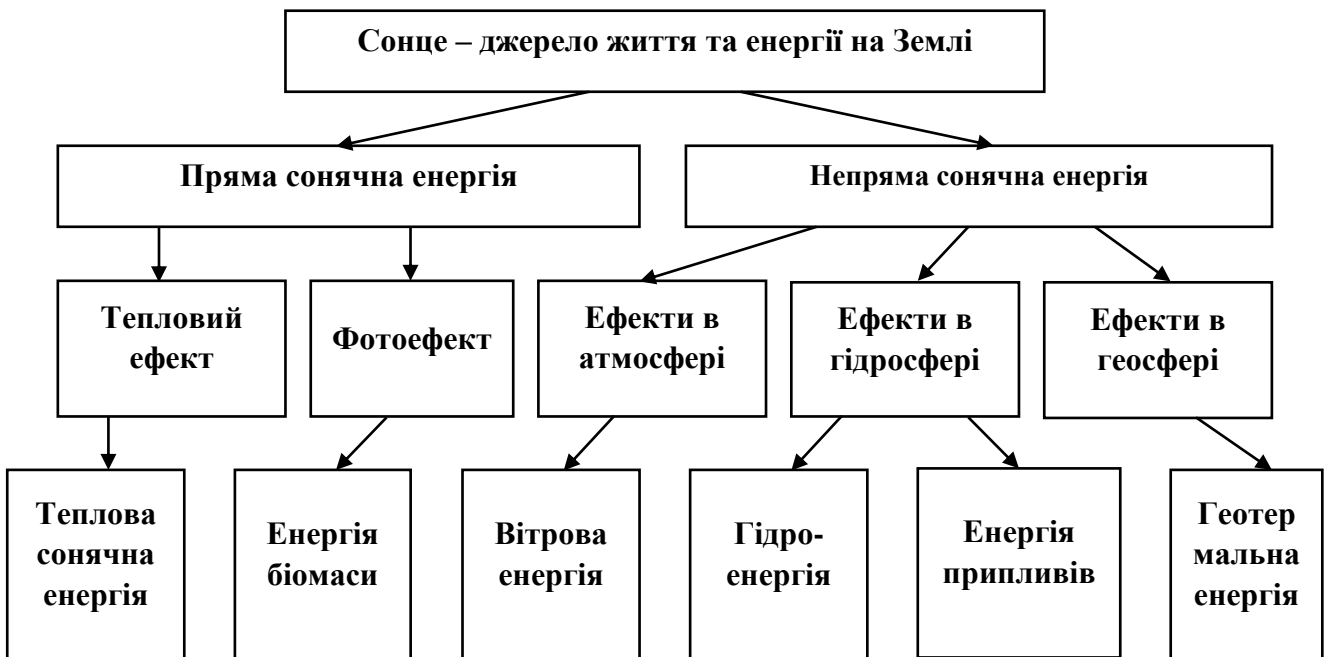 Сонце – джерело життя та енергії на Землі
Пряма сонячна енергія
Непряма сонячна енергія
Тепловий
ефект
Фотоефект
Ефекти в
атмосфері
Ефекти в
гідросфері
Ефекти в
геосфері
Теплова
сонячна
енергія
Енергія
біомаси
Вітрова
енергія
Гідро-
енергія
Енергія
припливів
Геотер
мальна
енергія